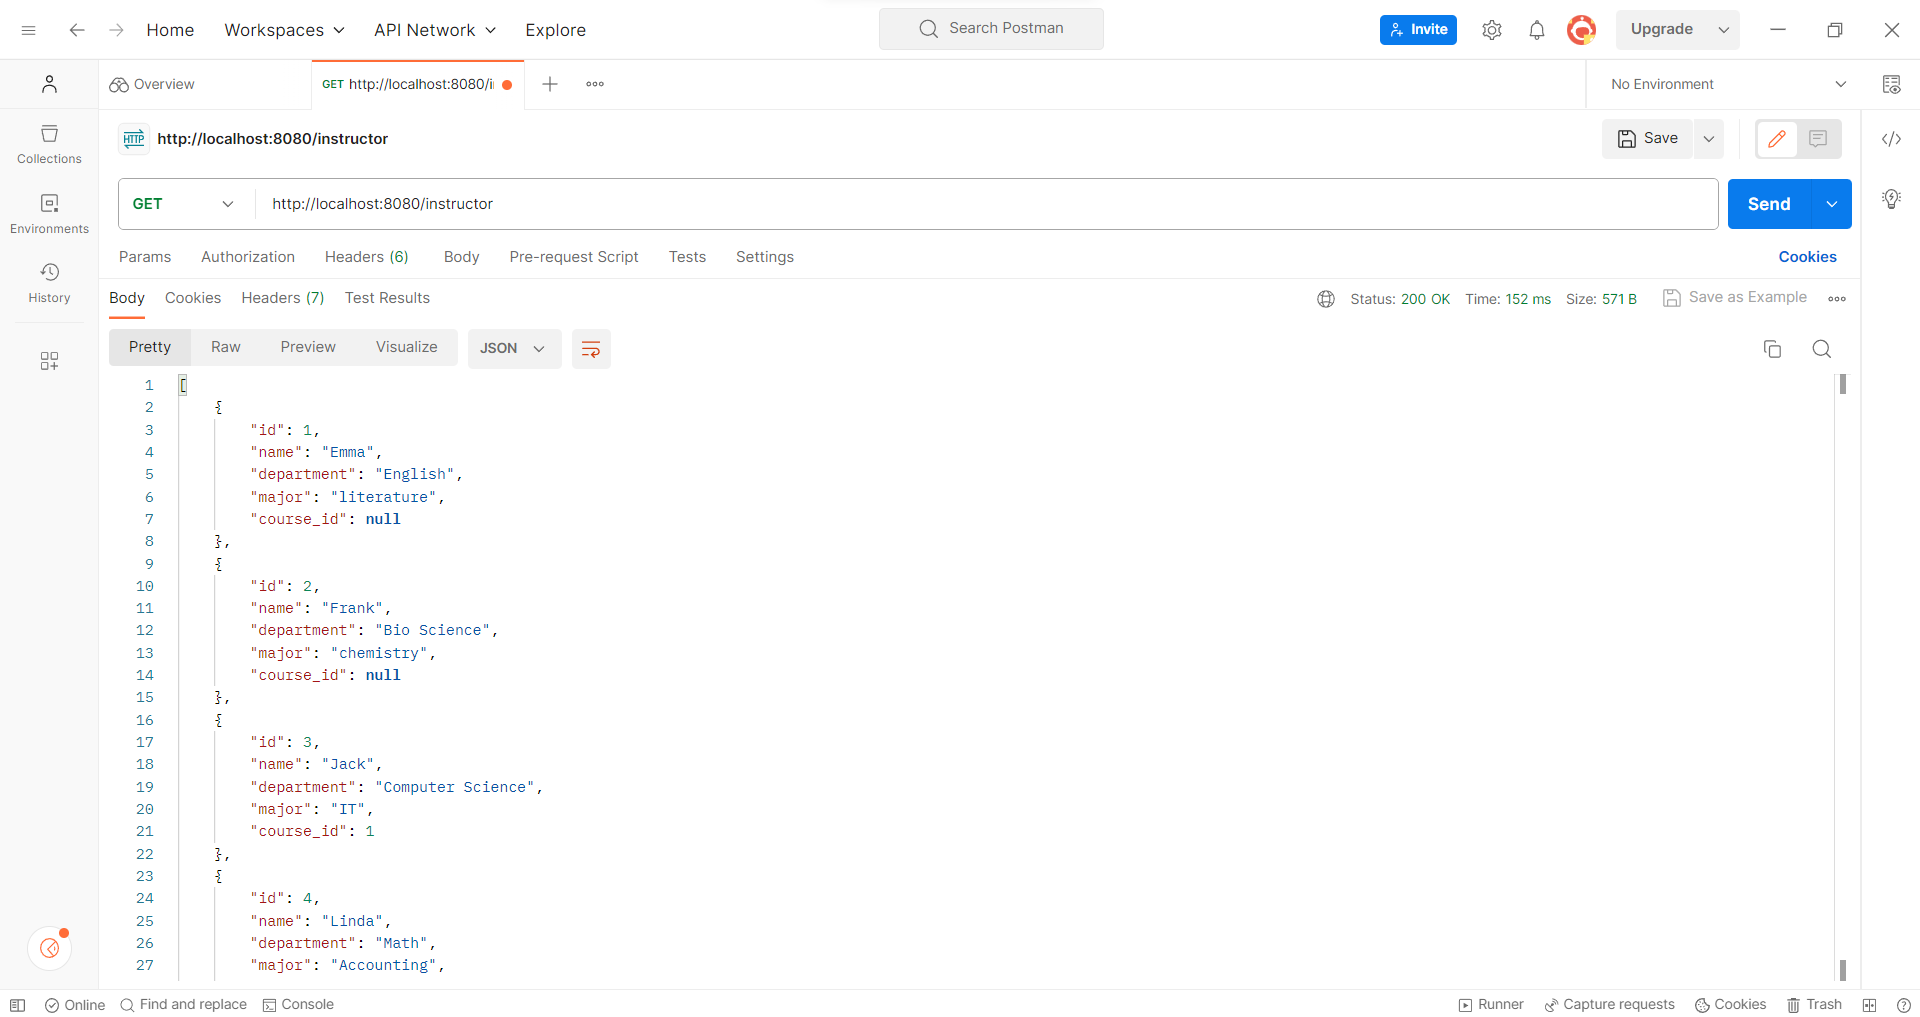 Home Workspaces API Network Explore Search Postman Invite Upgrade
Overview GET http://localhost:8080/i No Environment
HTTP http://localhost:8080/instructor Save
Collections
GET http://localhost:8080/instructor Send
Environments
Params Authorization Headers (6) Body Pre-request Script Tests Settings Cookies
History
Body Cookies Headers (7) Test Results Status: 200 OK Time: 152 ms Size: 571 B Save as Example
Pretty Raw Preview Visualize JSON
1 [
2 {
3 "id": 1,
4 "name": "Emma",
5 "department": "English",
6 "major": "literature",
7 "course_id": null
8 },
9 {
10 "id": 2,
11 "name": "Frank",
12 "department": "Bio Science",
13 "major": "chemistry",
14 "course_id": null
15 },
16 {
17 "id": 3,
18 "name": "Jack",
19 "department": "Computer Science",
20 "major": "IT",
21 "course_id": 1
22 },
23 {
24 "id": 4,
25 "name": "Linda",
26 "department": "Math",
27 "major": "Accounting",
Online Find and replace Console Runner Capture requests Cookies Trash